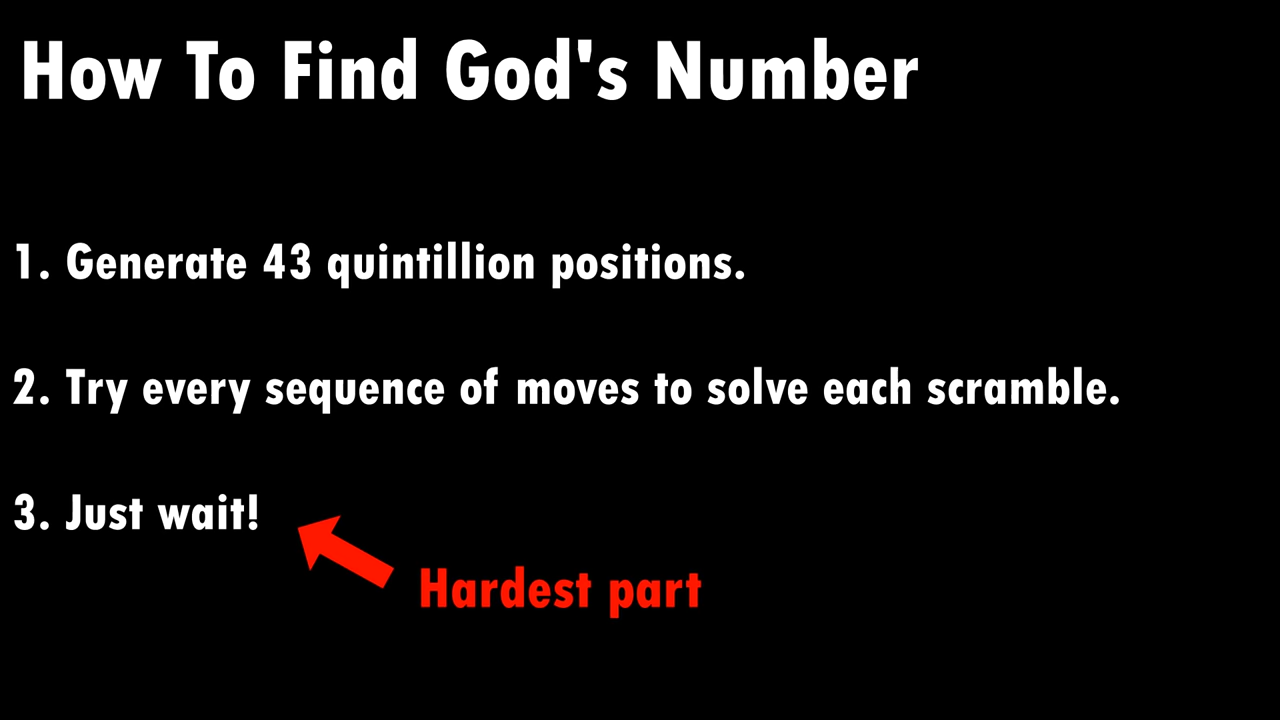 How To Find God's Number
1. Generate 43 quintillion positions.
2. Try every sequence of moves to solve each scramble.
3. Just wait!
Hardest part